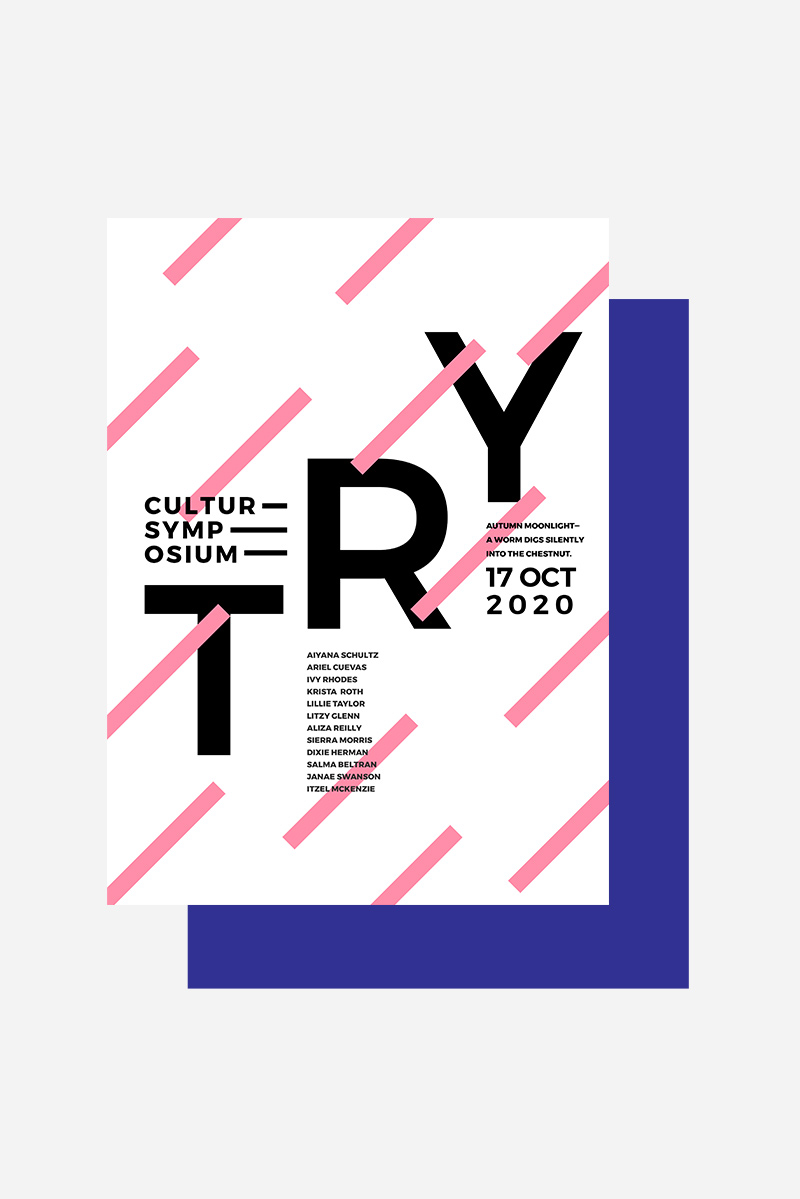 CULTUR
SYMP
OSIUM
T
R
Y
AUTUMN MOONLIGHT—
A WORM DIGS SILENTLY
INTO THE CHESTNUT.
17 OCT
2020
AIYANA SCHULTZ
ARIEL CUEVAS
IVY RHODES
KRISTA ROTH
LILLIE TAYLOR
LITZY GLENN
ALIZA REILLY
SIERRA MORRIS
DIXIE HERMAN
SALMA BELTRAN
JANAE SWANSON
ITZEL MCKENZIE